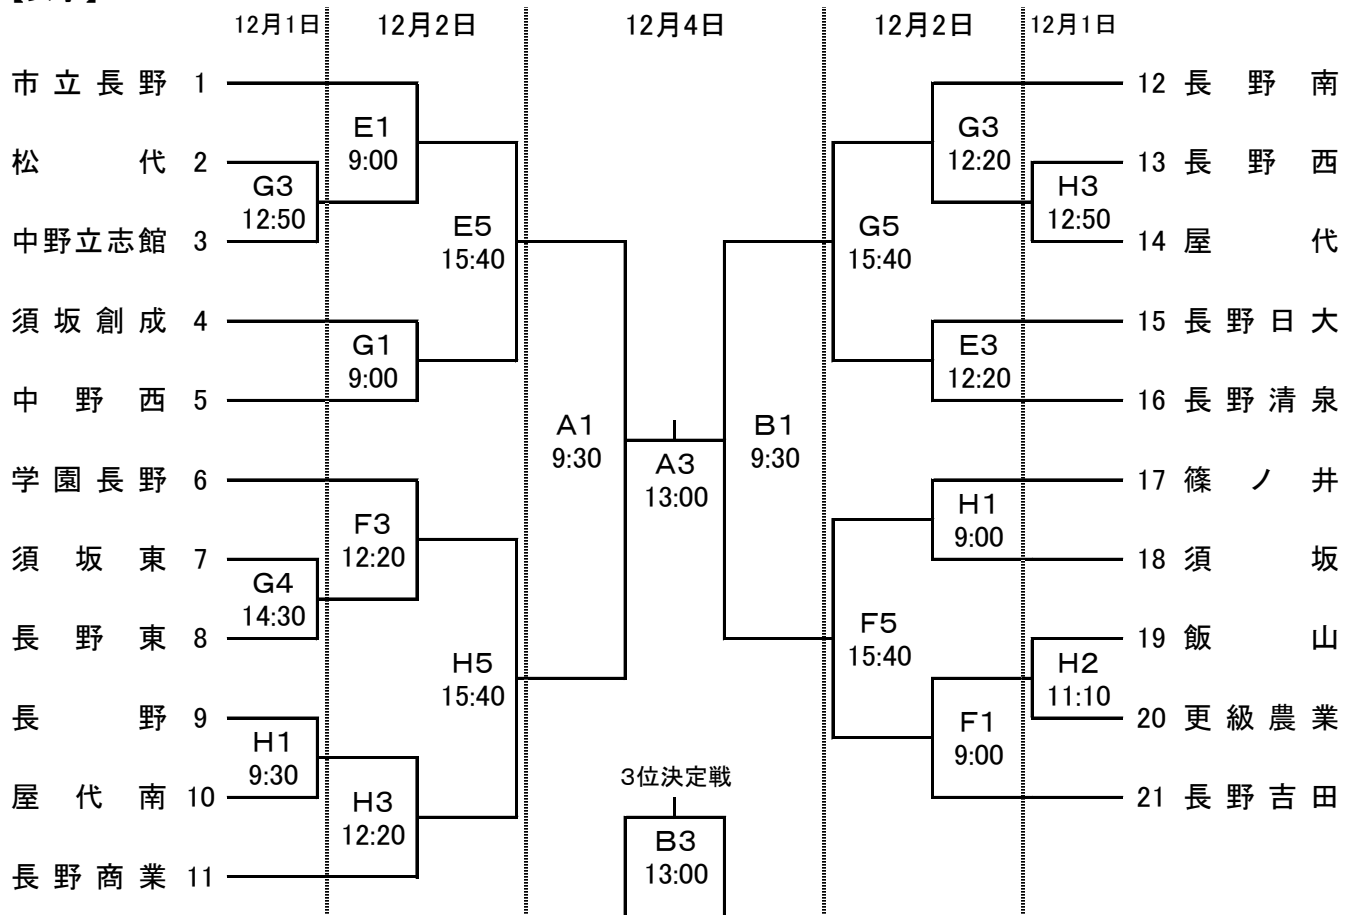 12月1日 12月2日 12月4日 12月2日 12月1日
市立長野 1
12 長野南
E1
9:00
G3
12:20
松代 2
13 長野西
G3
12:50
H3
12:50
中野立志館 3
14 屋代
E5
15:40
G5
15:40
須坂創成 4
15 長野日大
G1
9:00
E3
12:20
中野西 5
16 長野清泉
A1
9:30
A3
13:00
B1
9:30
学園長野 6
17 篠ノ井
F3
12:20
H1
9:00
須坂東 7
18 須坂
G4
14:30
長野東 8
19 飯山
H5
15:40
F5
15:40
H2
11:10
長野 9
20 更級農業
H1
9:30
F1
9:00
屋代南 10
21 長野吉田
H3
12:20
3位決定戦
B3
13:00
長野商業 11